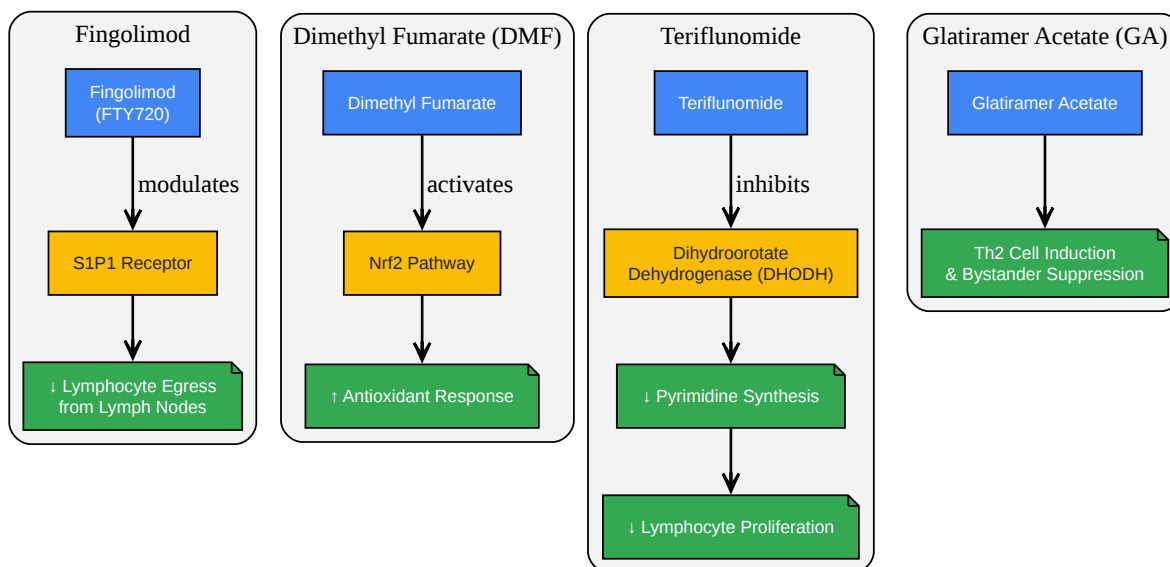 Fingolimod
Fingolimod
(FTY720)
modulates
S1P1 Receptor
↓ Lymphocyte Egress
from Lymph Nodes
Dimethyl Fumarate (DMF)
Dimethyl Fumarate
activates
Nrf2 Pathway
↑ Antioxidant Response
Teriflunomide
Teriflunomide
inhibits
Dihydroorotate
Dehydrogenase (DHODH)
↓ Pyrimidine Synthesis
↓ Lymphocyte Proliferation
Glatiramer Acetate (GA)
Glatiramer Acetate
Th2 Cell Induction
& Bystander Suppression